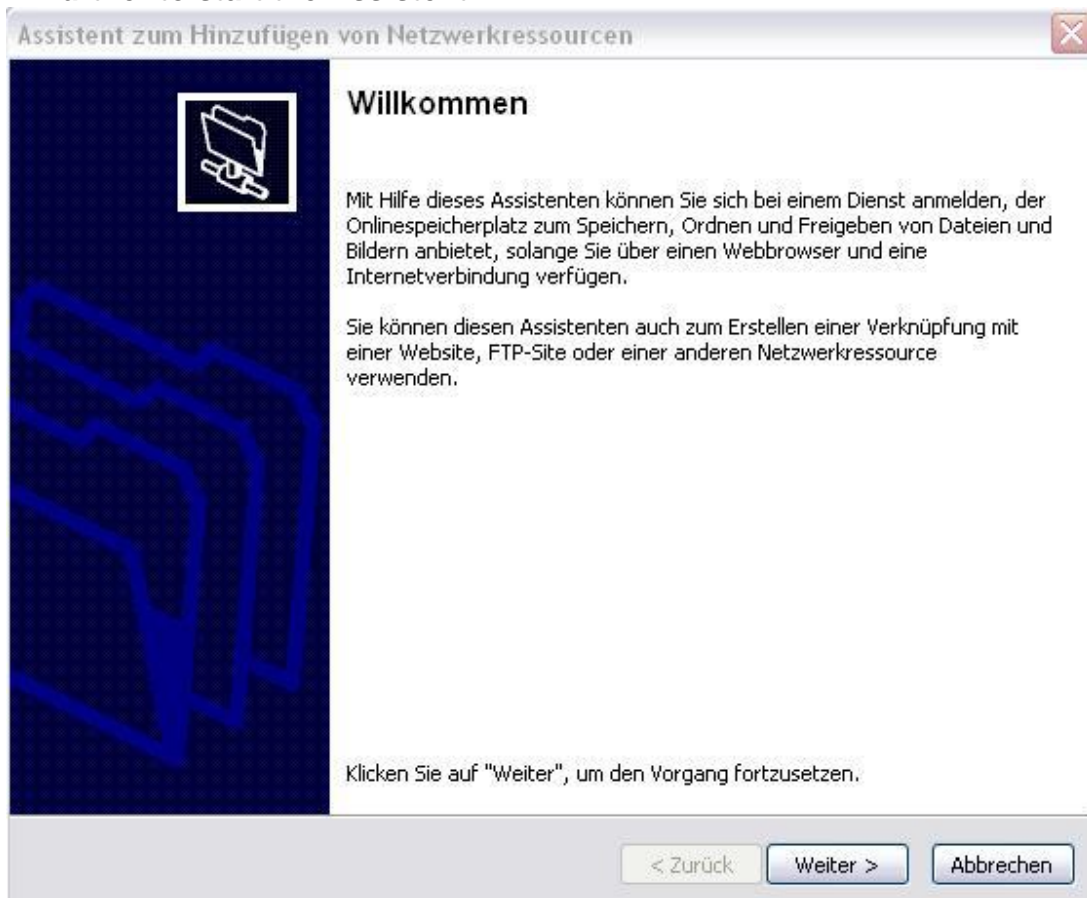 Assistent zum Hinzufügen von Netzwerkressourcen
Willkommen
Mit Hilfe dieses Assistenten können Sie sich bei einem Dienst anmelden, der
Onlinespeicherplatz zum Speichern, Ordnen und Freigeben von Dateien und
Bildern anbietet, solange Sie über einen Webbrowser und eine
Internetverbindung verfügen.
Sie können diesen Assistenten auch zum Erstellen einer Verknüpfung mit
einer Website, FTP-Site oder einer anderen Netzwerkressource
verwenden.
Klicken Sie auf "Weiter", um den Vorgang fortzusetzen.
< Zurück Weiter > Abbrechen